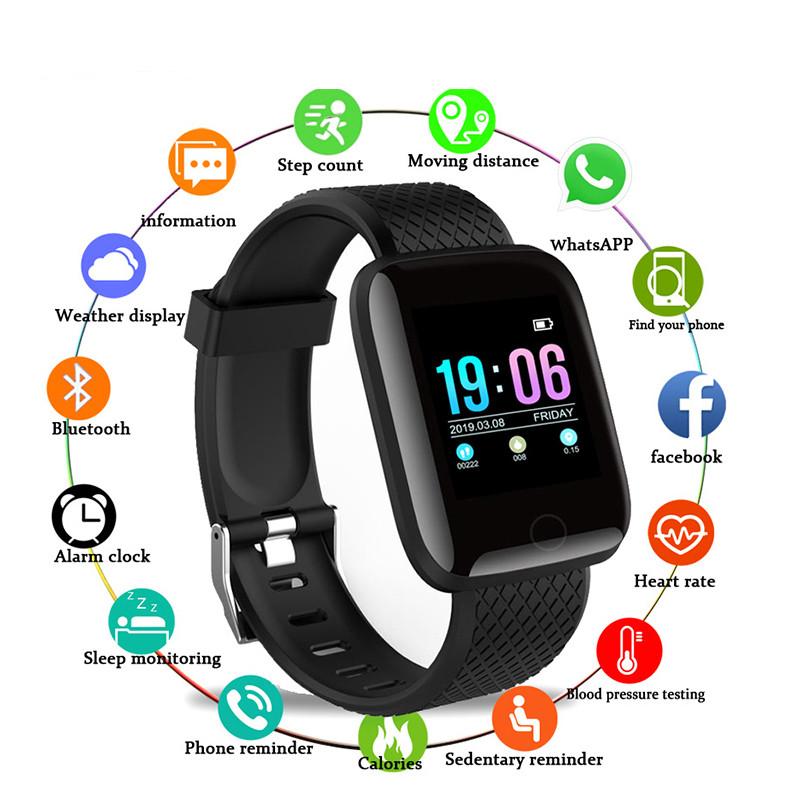 Step count
Moving distance
information
WhatsAPP
Weather display
Find your phone
19:06
2019.03.08 FRIDAY
00222 008 0.15
Bluetooth
facebook
Alarm clock
Heart rate
zZz
Sleep monitoring
Blood pressure testing
Phone reminder
Calories
Sedentary reminder